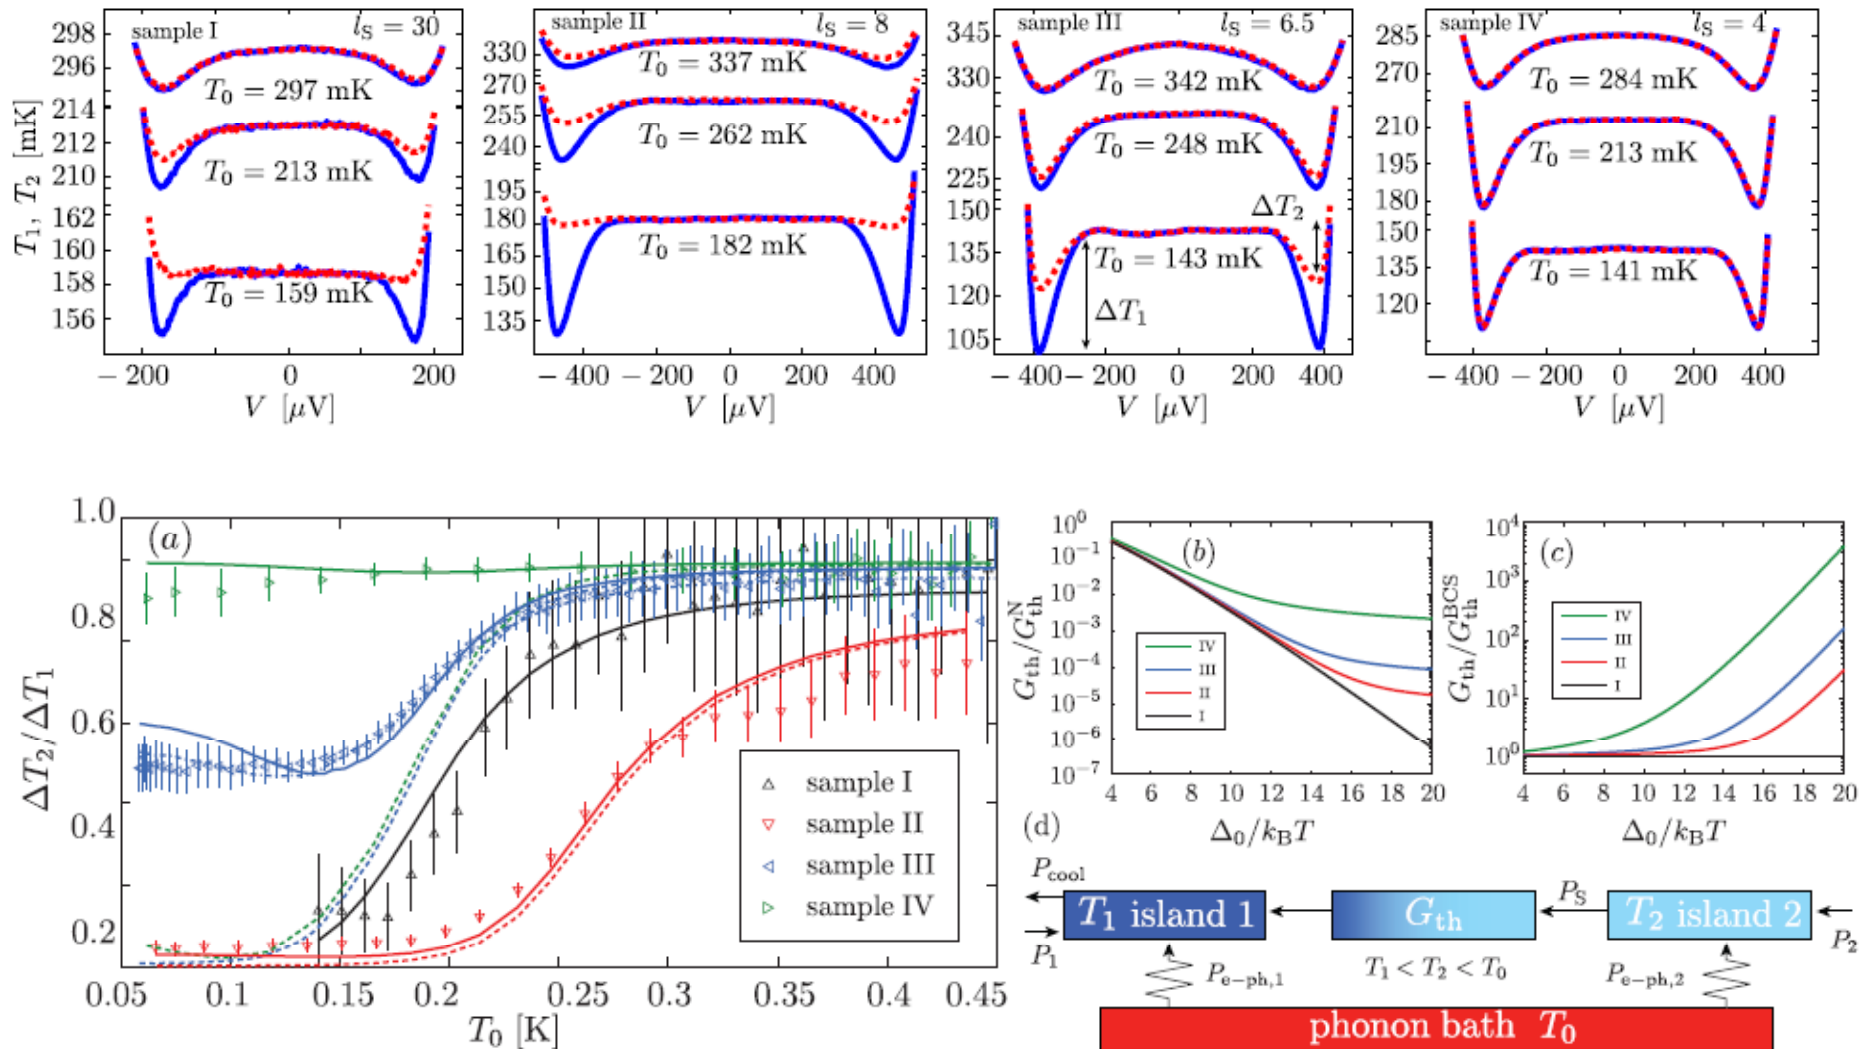 sample I
l_S = 30
298
296
T_0 = 297 mK
214
212
210
T_0 = 213 mK
162
160
158
156
T_0 = 159 mK
T_1, T_2 [mK]
−200 0 200
V [μV]
sample II
l_S = 8
330
T_0 = 337 mK
270
255
240
T_0 = 262 mK
195
180
165
150
135
T_0 = 182 mK
−400 −200 0 200 400
V [μV]
sample III
l_S = 6.5
345
330
T_0 = 342 mK
240
225
T_0 = 248 mK
150
135
120
105
ΔT_2
T_0 = 143 mK
ΔT_1
−400 −200 0 200 400
V [μV]
sample IV
l_S = 4
285
270
T_0 = 284 mK
210
195
180
T_0 = 213 mK
150
135
120
T_0 = 141 mK
−400 −200 0 200 400
V [μV]
(a)
1.0
0.8
0.6
0.4
0.2
ΔT_2/ΔT_1
sample I
sample II
sample III
sample IV
0.05 0.1 0.15 0.2 0.25 0.3 0.35 0.4 0.45
T_0 [K]
(b)
10^0
10^−1
10^−2
10^−3
10^−4
10^−5
10^−6
10^−7
G_th/G_th^N
IV
III
II
I
4 6 8 10 12 14 16 18 20
Δ_0/k_BT
(c)
10^4
10^3
10^2
10^1
10^0
G_th/G_th^BCS
IV
III
II
I
4 6 8 10 12 14 16 18 20
Δ_0/k_BT
(d)
P_cool
P_S
T_1 island 1
G_th
T_2 island 2
P_1
P_2
P_e−ph,1
T_1 < T_2 < T_0
P_e−ph,2
phonon bath T_0